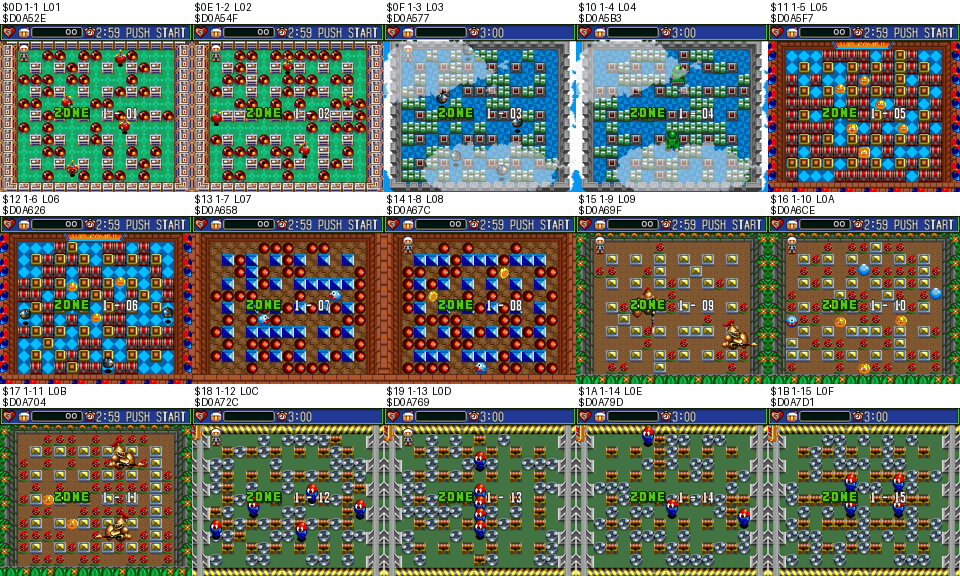 $0D 1-1 L01
$D0A52E
$0E 1-2 L02
$D0A54F
$0F 1-3 L03
$D0A577
$10 1-4 L04
$D0A5B3
$11 1-5 L05
$D0A5F7
2:59 PUSH START
2:59 PUSH START
3:00
3:00
2:59 PUSH START
ZONE 1 - 01
ZONE 1 - 02
ZONE 1 - 03
ZONE 1 - 04
ZONE 1 - 05
$12 1-6 L06
$D0A626
$13 1-7 L07
$D0A658
$14 1-8 L08
$D0A67C
$15 1-9 L09
$D0A69F
$16 1-10 L0A
$D0A6CE
2:59 PUSH START
2:59 PUSH START
2:59 PUSH START
2:59 PUSH START
2:59 PUSH START
ZONE 1 - 06
ZONE 1 - 07
ZONE 1 - 08
ZONE 1 - 09
ZONE 1 - 10
$17 1-11 L0B
$D0A704
$18 1-12 L0C
$D0A72C
$19 1-13 L0D
$D0A769
$1A 1-14 L0E
$D0A79D
$1B 1-15 L0F
$D0A7D1
2:59 PUSH START
3:00
3:00
3:00
3:00
ZONE 1 - 11
ZONE 1 - 12
ZONE 1 - 13
ZONE 1 - 14
ZONE 1 - 15